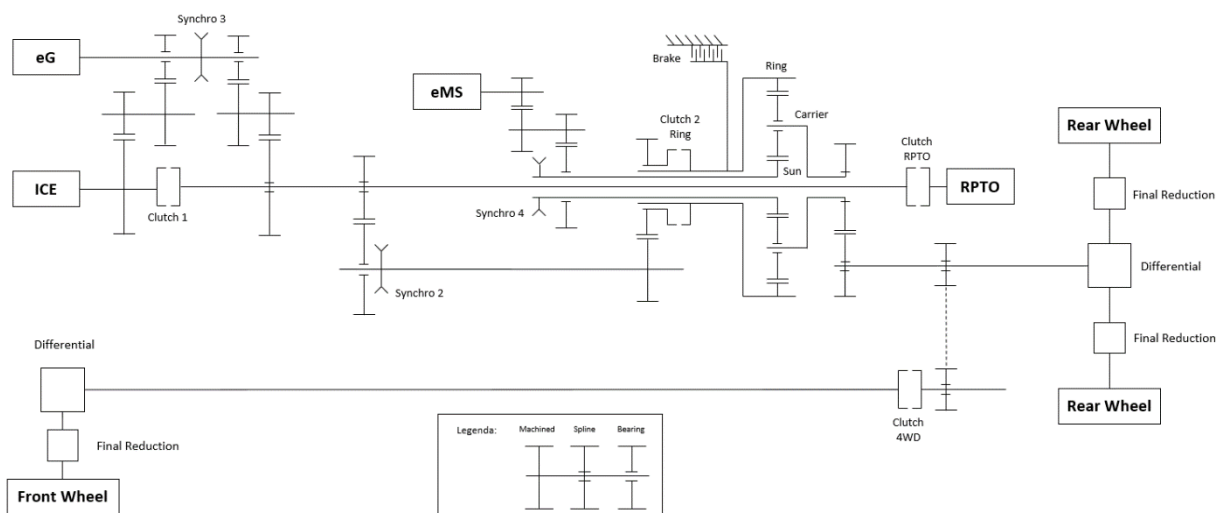 Synchro 3
eG
Brake
Ring
eMS
Clutch 2
Ring
Carrier
Clutch
RPTO
Rear Wheel
ICE
Clutch 1
Sun
RPTO
Final Reduction
Synchro 4
Synchro 2
Differential
Final Reduction
Differential
Rear Wheel
Clutch
4WD
Final Reduction
Front Wheel
Legenda:
Machined
Spline
Bearing